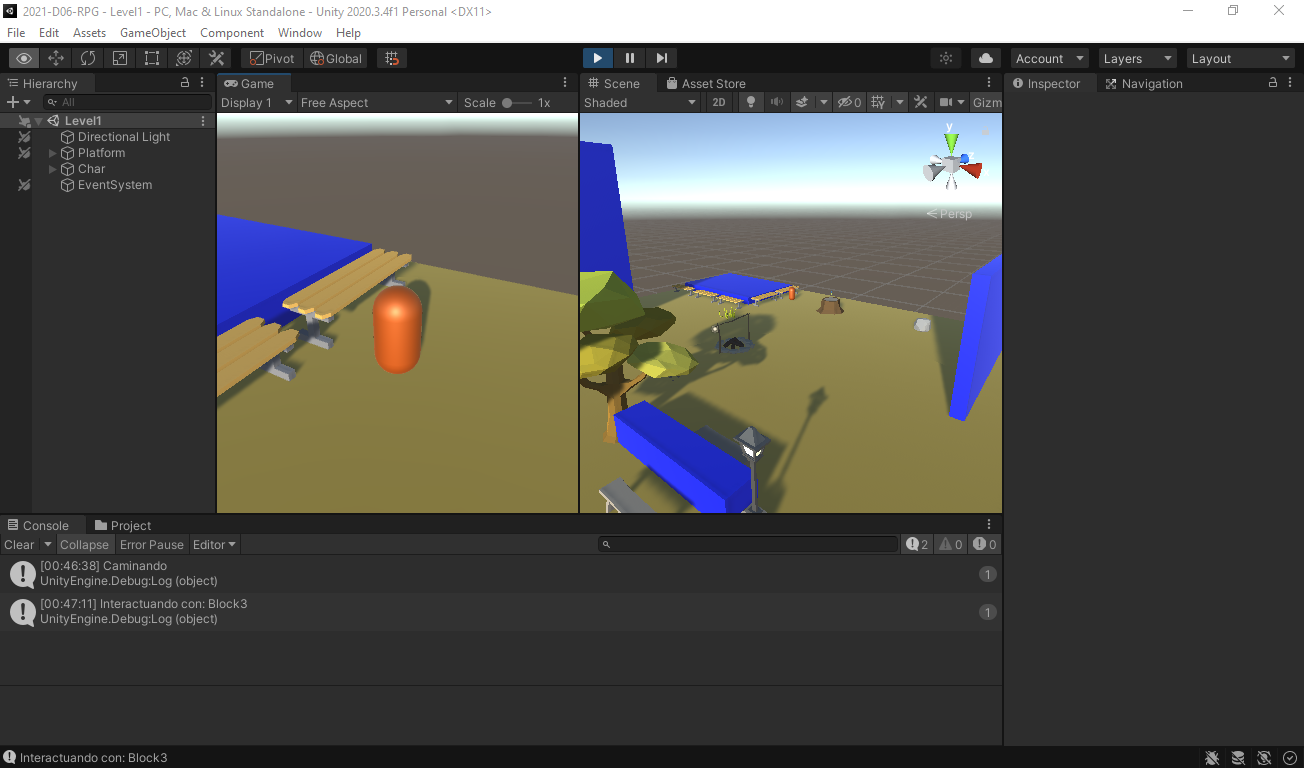 2021-D06-RPG - Level1 - PC, Mac & Linux Standalone - Unity 2020.3.4f1 Personal <DX11>
File Edit Assets GameObject Component Window Help
Pivot Global Account Layers Layout
Hierarchy
All
Level1
Directional Light
Platform
Char
EventSystem
Game
Display 1 Free Aspect Scale 1x
Scene Asset Store
Shaded 2D 0 Gizm
y
z
Persp
Inspector Navigation
Console Project
Clear Collapse Error Pause Editor 2 0 0
[00:46:38] Caminando
UnityEngine.Debug:Log (object)
1
[00:47:11] Interactuando con: Block3
UnityEngine.Debug:Log (object)
1
Interactuando con: Block3